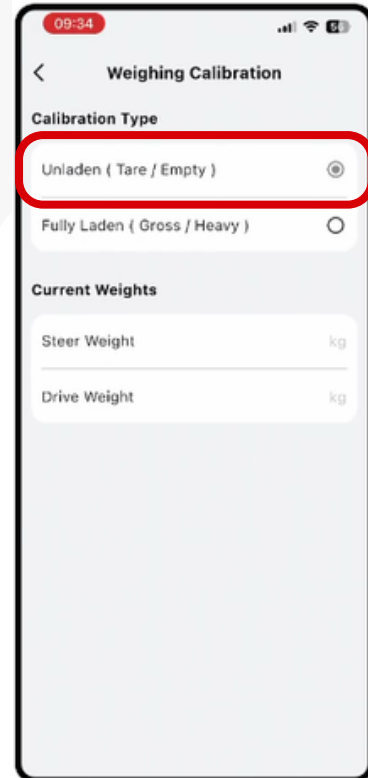 09:34
Weighing Calibration
Calibration Type
Unladen ( Tare / Empty )
Fully Laden ( Gross / Heavy )
Current Weights
Steer Weight kg
Drive Weight kg